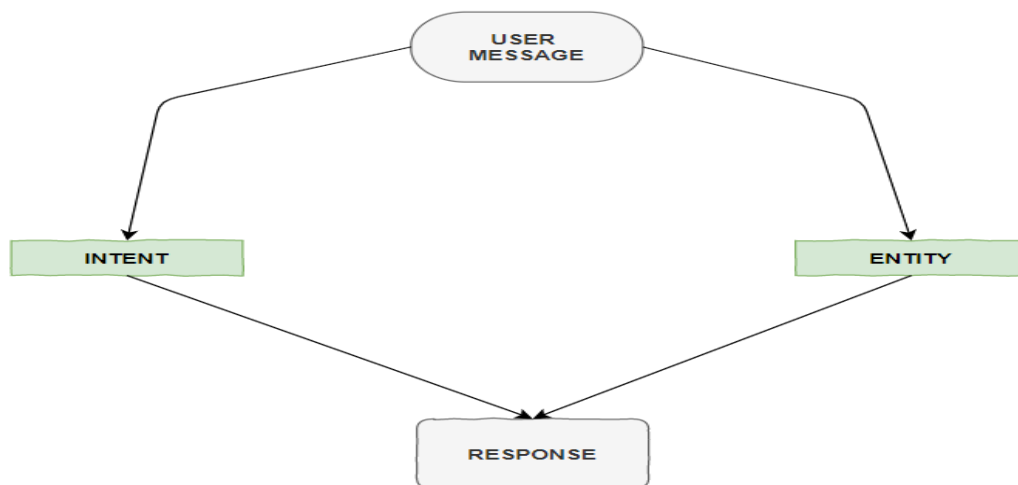 USER
MESSAGE
INTENT
ENTITY
RESPONSE